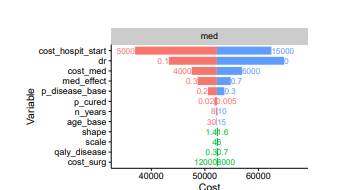 med
cost_hospit_start 5000 15000
dr 0.1 0
cost_med 4000 6000
med_effect 0.3 0.7
p_disease_base 0.2 0.3
p_cured 0.02 0.005
n_years 8 10
age_base 30 15
shape 1.4 1.6
scale 4 6
qaly_disease 0.3 0.7
cost_surg 12000 8000
Variable
40000 50000 60000
Cost